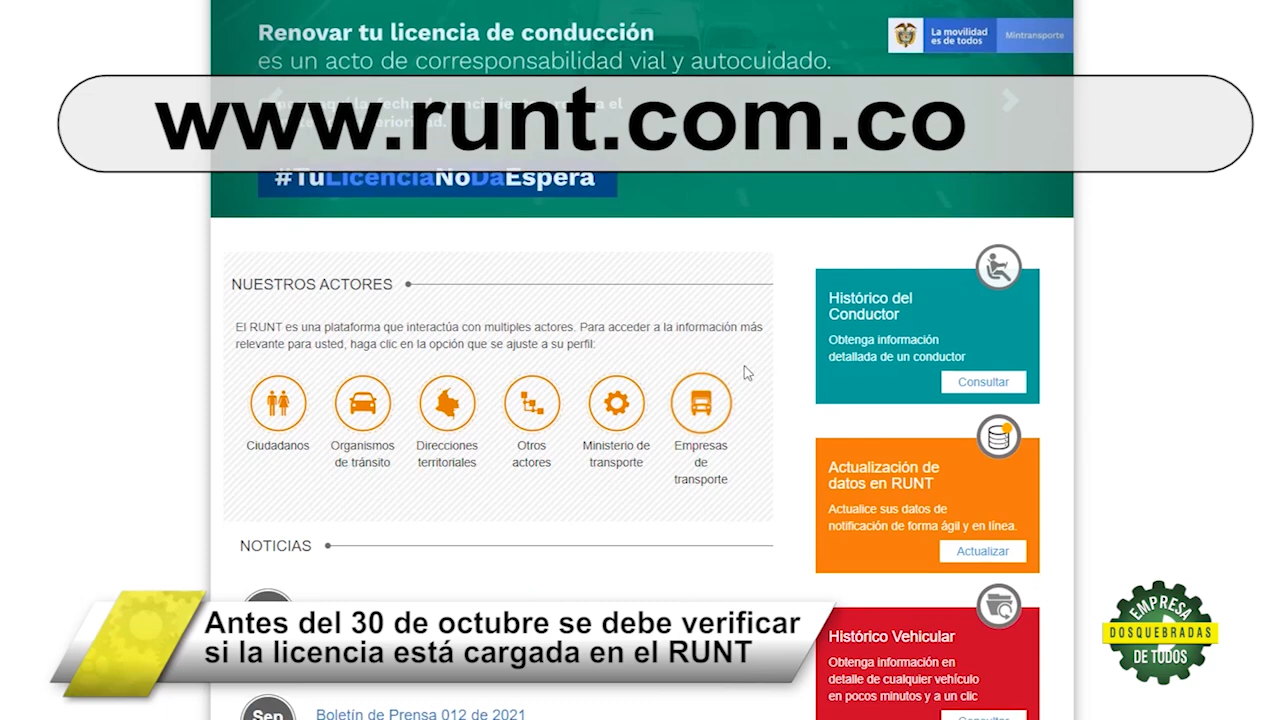 Renovar tu licencia de conducción
es un acto de corresponsabilidad vial y autocuidado.
La movilidad
es de todos
Mintransporte
www.runt.com.co
#TuLicenciaNoDaEspera
NUESTROS ACTORES
El RUNT es una plataforma que interactúa con multiples actores. Para acceder a la información más
relevante para usted, haga clic en la opción que se ajuste a su perfil:
Ciudadanos
Organismos
de tránsito
Direcciones
territoriales
Otros
actores
Ministerio de
transporte
Empresas
de
transporte
Histórico del
Conductor
Obtenga información
detallada de un conductor
Consultar
Actualización de
datos en RUNT
Actualice sus datos de
notificación de forma ágil y en línea.
Actualizar
NOTICIAS
Histórico Vehicular
Obtenga información en
detalle de cualquier vehículo
en pocos minutos y a un clic
Consultar
Antes del 30 de octubre se debe verificar
si la licencia está cargada en el RUNT
EMPRESA
DOSQUEBRADAS
DE TODOS
Sep
Boletín de Prensa 012 de 2021